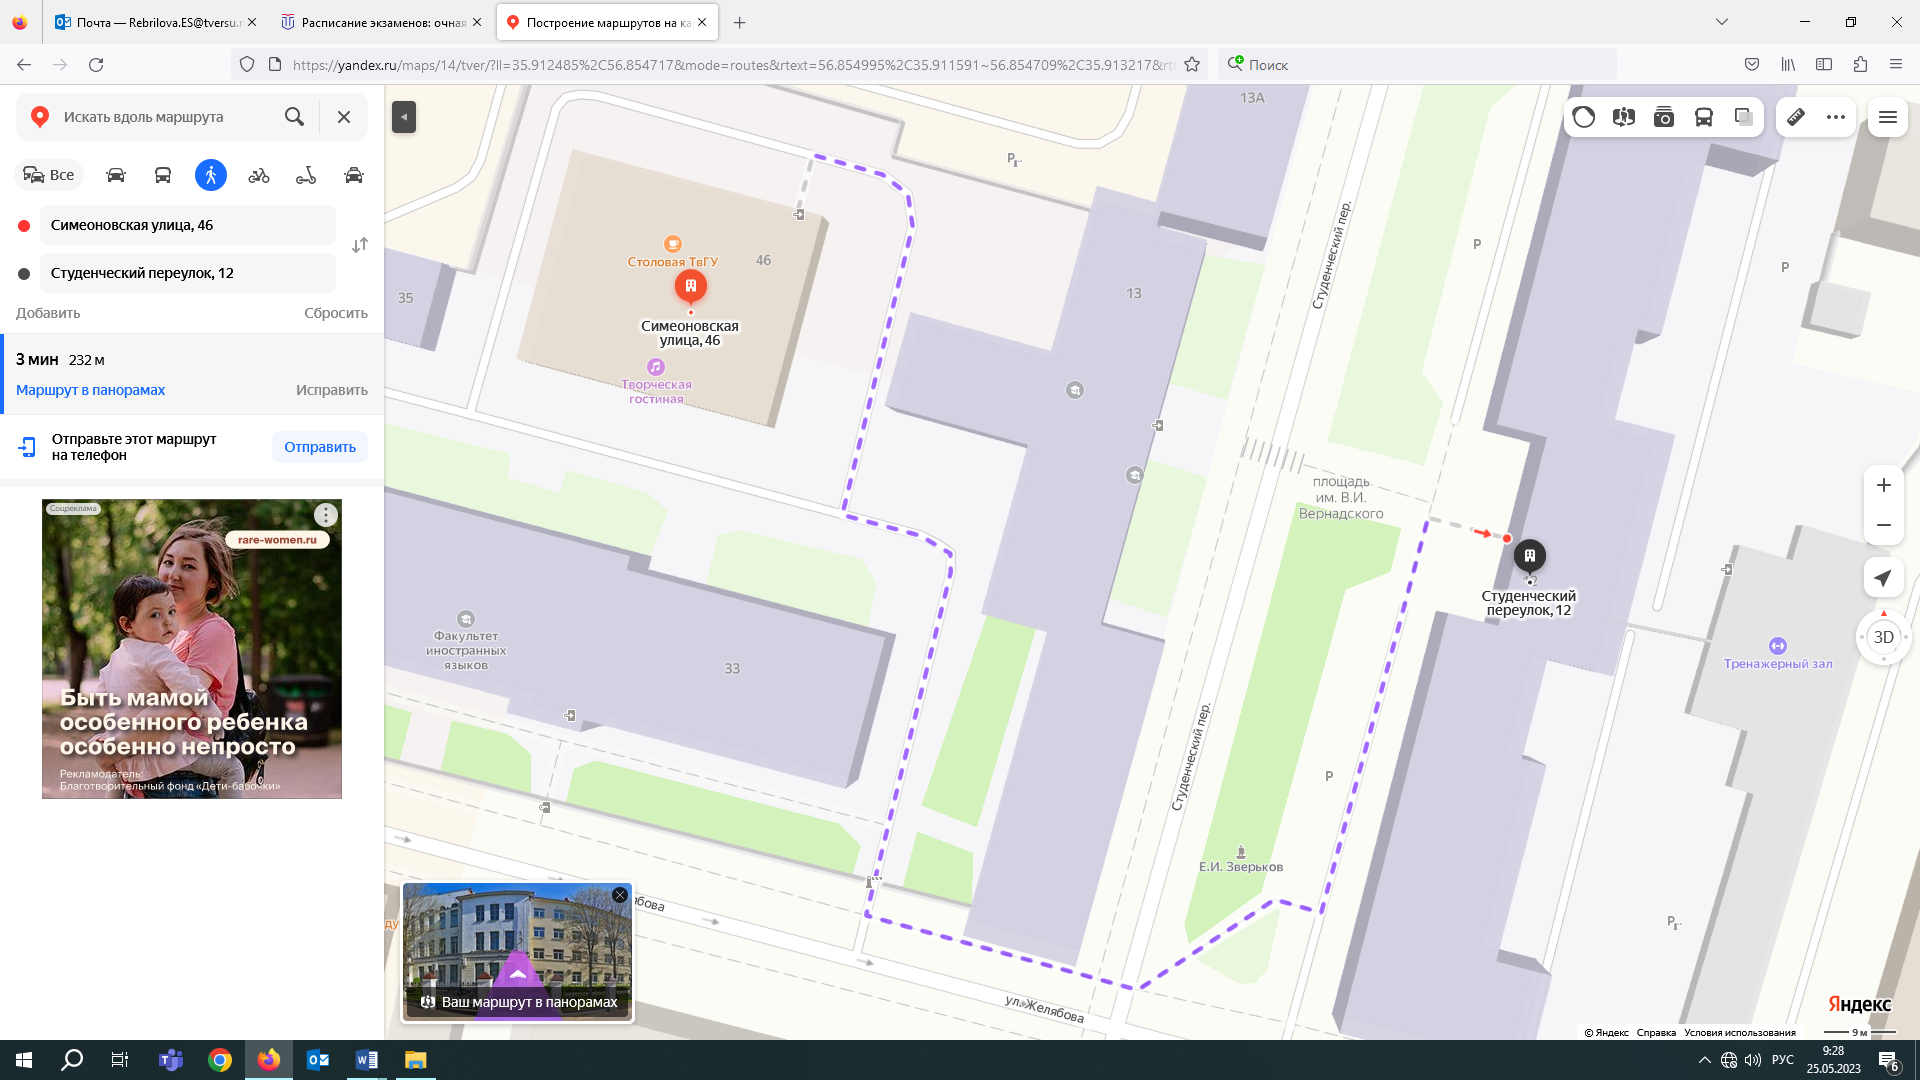 Почта — Rebrilova.ES@tversu.r
Расписание экзаменов: очная
Построение маршрутов на ка
https://yandex.ru/maps/14/tver/?ll=35.912485%2C56.854717&mode=routes&rtext=56.854995%2C35.911591~56.854709%2C35.913217&rt
Поиск
Искать вдоль маршрута
Все
Симеоновская улица, 46
Студенческий переулок, 12
Добавить
Сбросить
3 мин 232 м
Маршрут в панорамах
Исправить
Отправьте этот маршрут
на телефон
Отправить
Соцреклама
rare-women.ru
Быть мамой
особенного ребенка
особенно непросто
Рекламодатель:
Благотворительный фонд «Дети-бабочки»
13А
P
Студенческий пер.
P
P
Столовая ТвГУ
46
35
13
Симеоновская
улица, 46
Творческая
гостиная
площадь
им. В.И.
Вернадского
12
Студенческий
переулок, 12
Факультет
иностранных
языков
33
Тренажерный зал
3D
Студенческий пер.
P
Е.И. Зверьков
P
ябова
ду
Ваш маршрут в панорамах
ул. Желябова
Яндекс
© Яндекс Справка Условия использования
9 м
РУС
9:28
25.05.2023
6